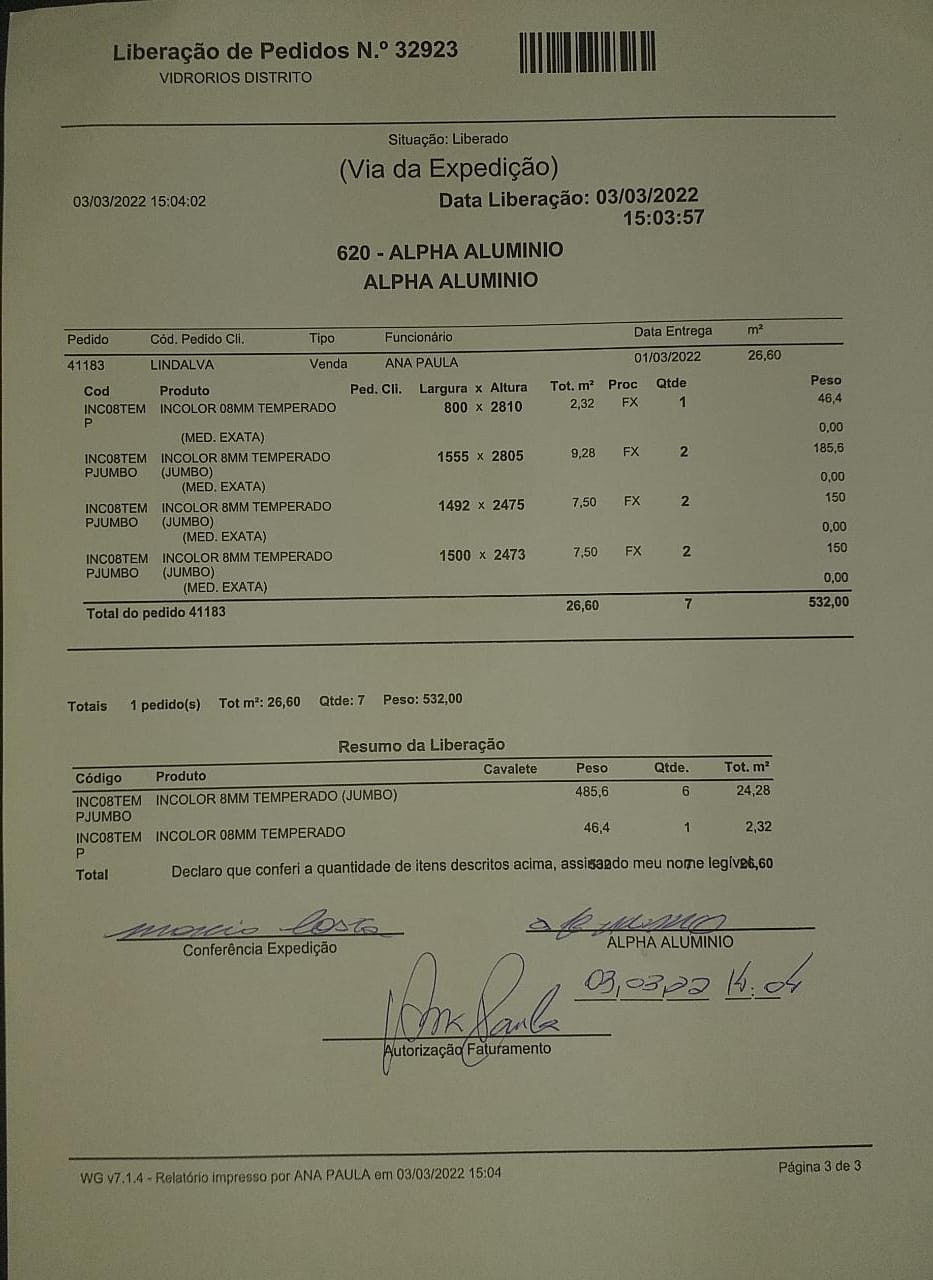 Liberação de Pedidos N.º 32923
VIDRORIOS DISTRITO
Situação: Liberado
(Via da Expedição)
03/03/2022 15:04:02
Data Liberação: 03/03/2022
15:03:57
620 - ALPHA ALUMINIO
ALPHA ALUMINIO
Pedido Cód. Pedido Cli. Tipo Funcionário Data Entrega m²
41183 LINDALVA Venda ANA PAULA 01/03/2022 26,60
Cod Produto Ped. Cli. Largura x Altura Tot. m² Proc Qtde Peso
INC08TEM INCOLOR 08MM TEMPERADO 800 x 2810 2,32 FX 1 46,4
P
(MED. EXATA) 0,00
INC08TEM INCOLOR 8MM TEMPERADO 1555 x 2805 9,28 FX 2 185,6
PJUMBO (JUMBO)
(MED. EXATA) 0,00
INC08TEM INCOLOR 8MM TEMPERADO 1492 x 2475 7,50 FX 2 150
PJUMBO (JUMBO)
(MED. EXATA) 0,00
INC08TEM INCOLOR 8MM TEMPERADO 1500 x 2473 7,50 FX 2 150
PJUMBO (JUMBO)
(MED. EXATA) 0,00
Total do pedido 41183 26,60 7 532,00
Totais 1 pedido(s) Tot m²: 26,60 Qtde: 7 Peso: 532,00
Resumo da Liberação
Código Produto Cavalete Peso Qtde. Tot. m²
INC08TEM INCOLOR 8MM TEMPERADO (JUMBO) 485,6 6 24,28
PJUMBO
INC08TEM INCOLOR 08MM TEMPERADO 46,4 1 2,32
P
Total 532 7 26,60
Declaro que conferi a quantidade de itens descritos acima, assinando meu nome legível.
marcio Costa
Conferência Expedição
ALPHA ALUMINIO
03,03,22 14:04
Ana Paula
Autorização Faturamento
WG v7.1.4 - Relatório impresso por ANA PAULA em 03/03/2022 15:04
Página 3 de 3